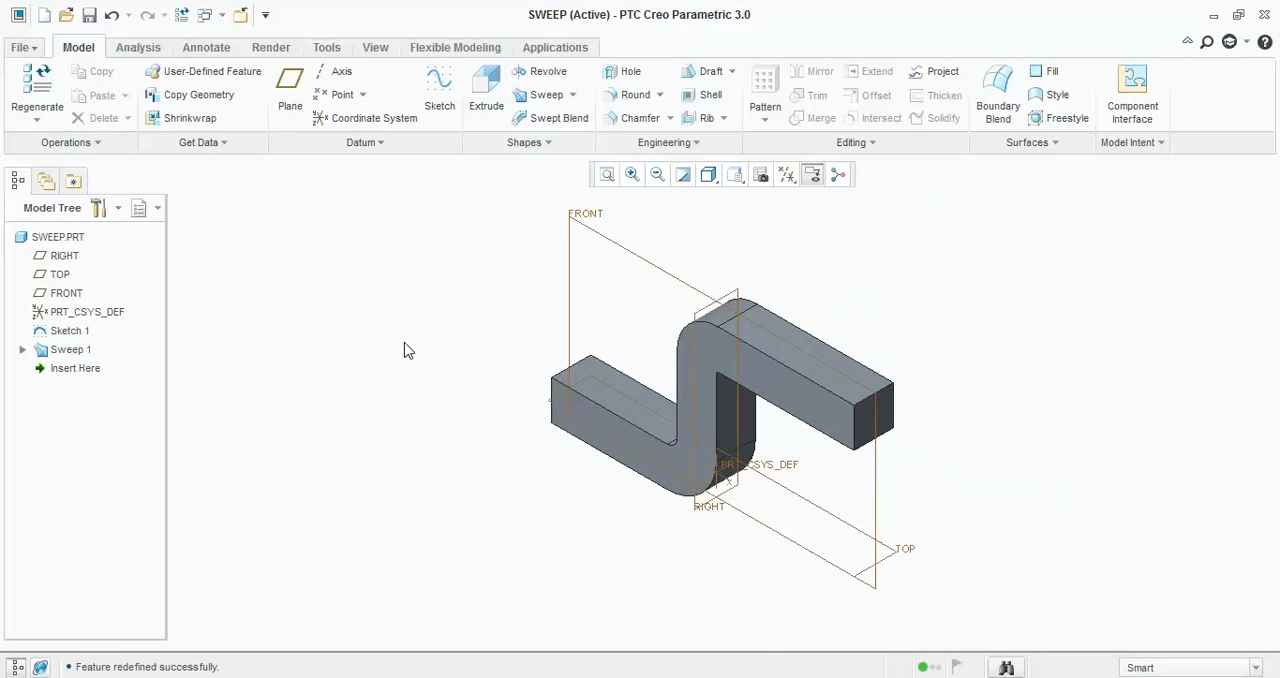 SWEEP (Active) - PTC Creo Parametric 3.0
File Model Analysis Annotate Render Tools View Flexible Modeling Applications
Regenerate
Copy
Paste
Delete
Operations
User-Defined Feature
Copy Geometry
Shrinkwrap
Get Data
Plane
Axis
Point
Coordinate System
Datum
Sketch
Extrude
Revolve
Sweep
Swept Blend
Shapes
Hole
Round
Chamfer
Draft
Shell
Rib
Engineering
Pattern
Mirror
Trim
Merge
Extend
Offset
Intersect
Project
Thicken
Solidify
Editing
Boundary
Blend
Fill
Style
Freestyle
Surfaces
Component
Interface
Model Intent
Model Tree
SWEEP.PRT
RIGHT
TOP
FRONT
PRT_CSYS_DEF
Sketch 1
Sweep 1
Insert Here
FRONT
PRT_CSYS_DEF
RIGHT
TOP
• Feature redefined successfully.
Smart